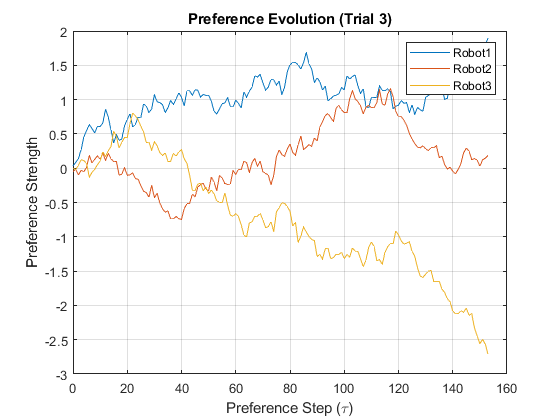 Preference Evolution (Trial 3)
Robot1
Robot2
Robot3
2
1.5
1
0.5
0
-0.5
-1
-1.5
-2
-2.5
-3
Preference Strength
0 20 40 60 80 100 120 140 160
Preference Step (τ)